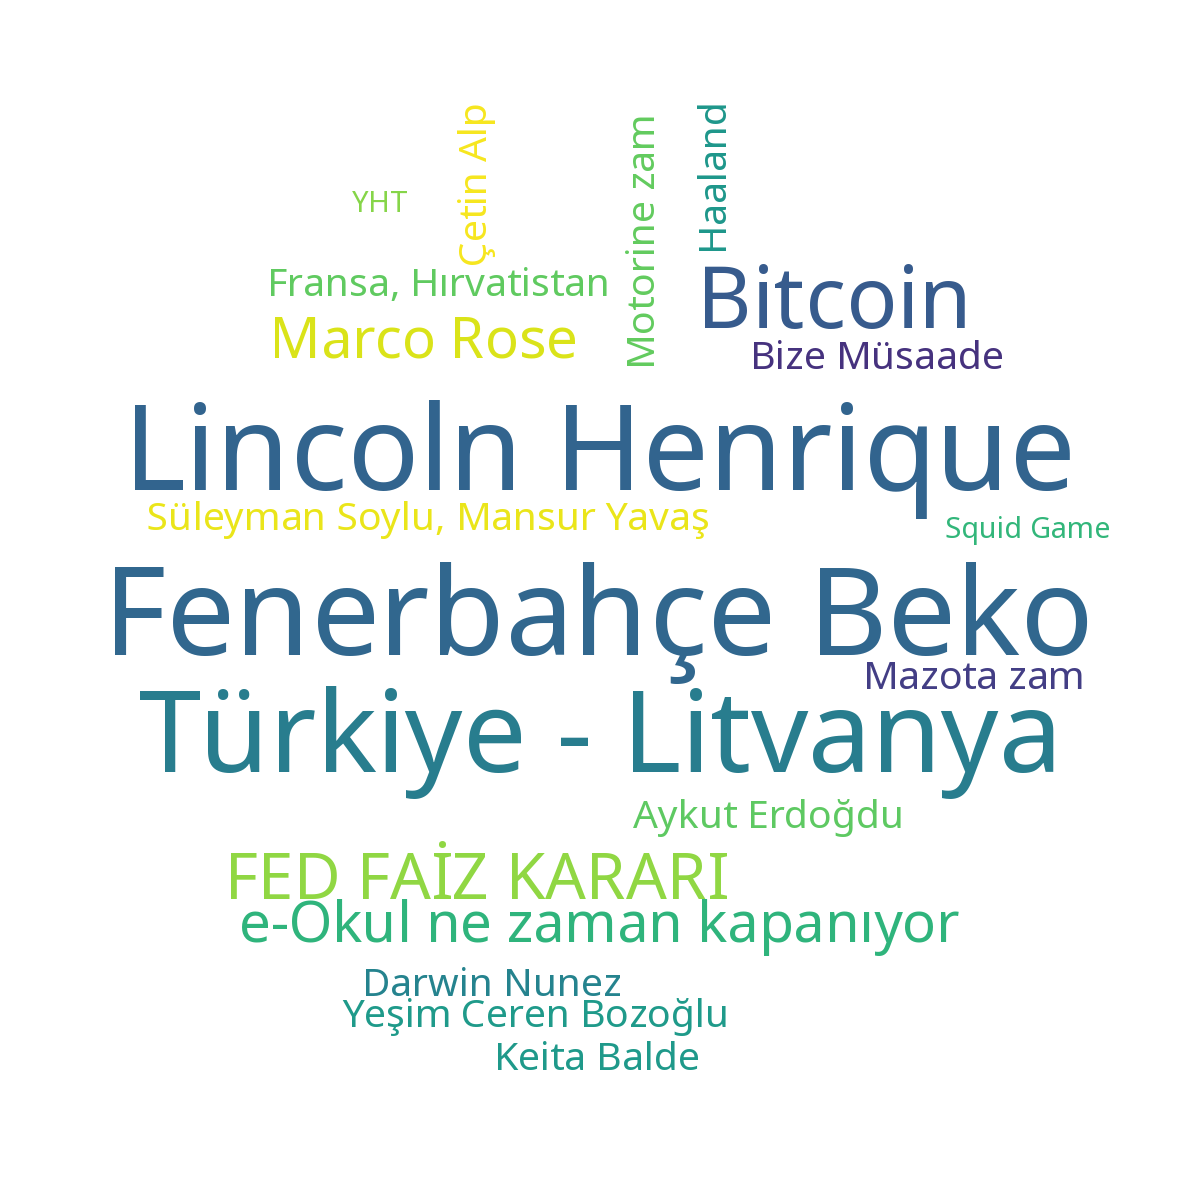 Çetin Alp
Motorine zam
Haaland
YHT
Fransa, Hırvatistan
Bitcoin
Marco Rose
Bize Müsaade
Lincoln Henrique
Süleyman Soylu, Mansur Yavaş
Squid Game
Fenerbahçe Beko
Mazota zam
Türkiye - Litvanya
Aykut Erdoğdu
FED FAİZ KARARI
e-Okul ne zaman kapanıyor
Darwin Nunez
Yeşim Ceren Bozoğlu
Keita Balde